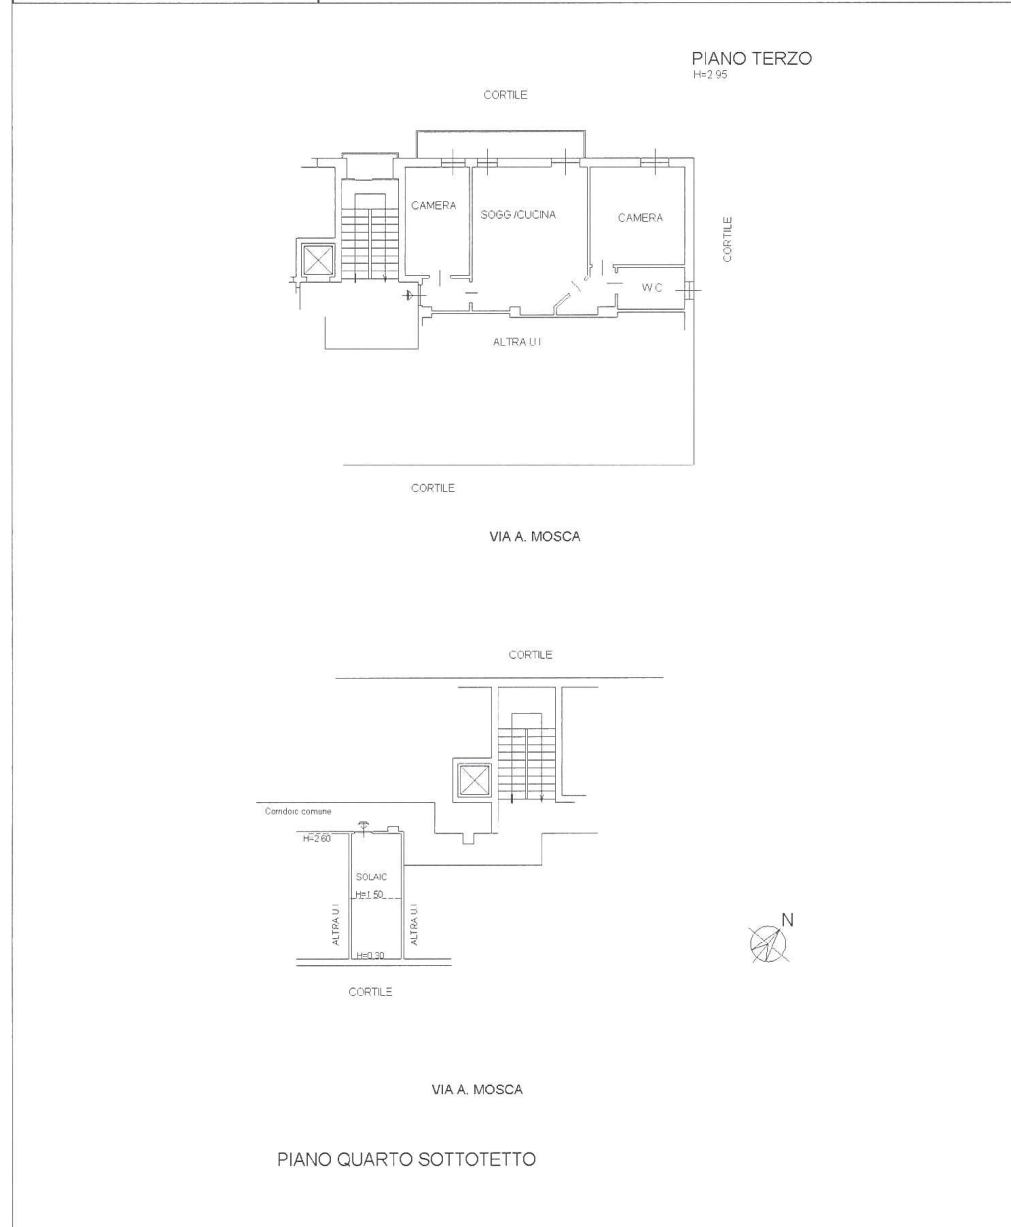 PIANO TERZO
H=2.95
CORTILE
CAMERA
SOGG./CUCINA
CAMERA
CORTILE
W.C.
ALTRA U.I.
CORTILE
VIA A. MOSCA
CORTILE
Corridoio comune
H=2.60
SOLAIO
H=1.50
ALTRA U.I.
ALTRA U.I.
H=0.30
CORTILE
N
VIA A. MOSCA
PIANO QUARTO SOTTOTETTO